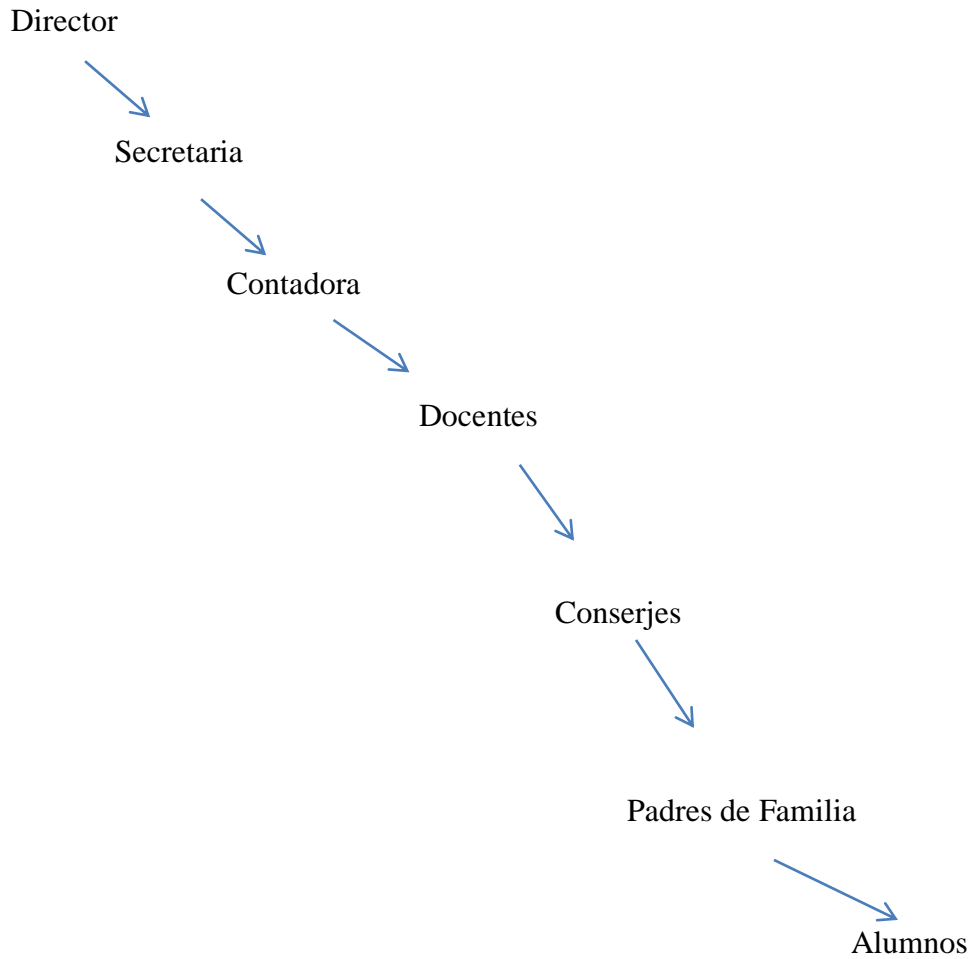 Director
Secretaria
Contadora
Docentes
Conserjes
Padres de Familia
Alumnos